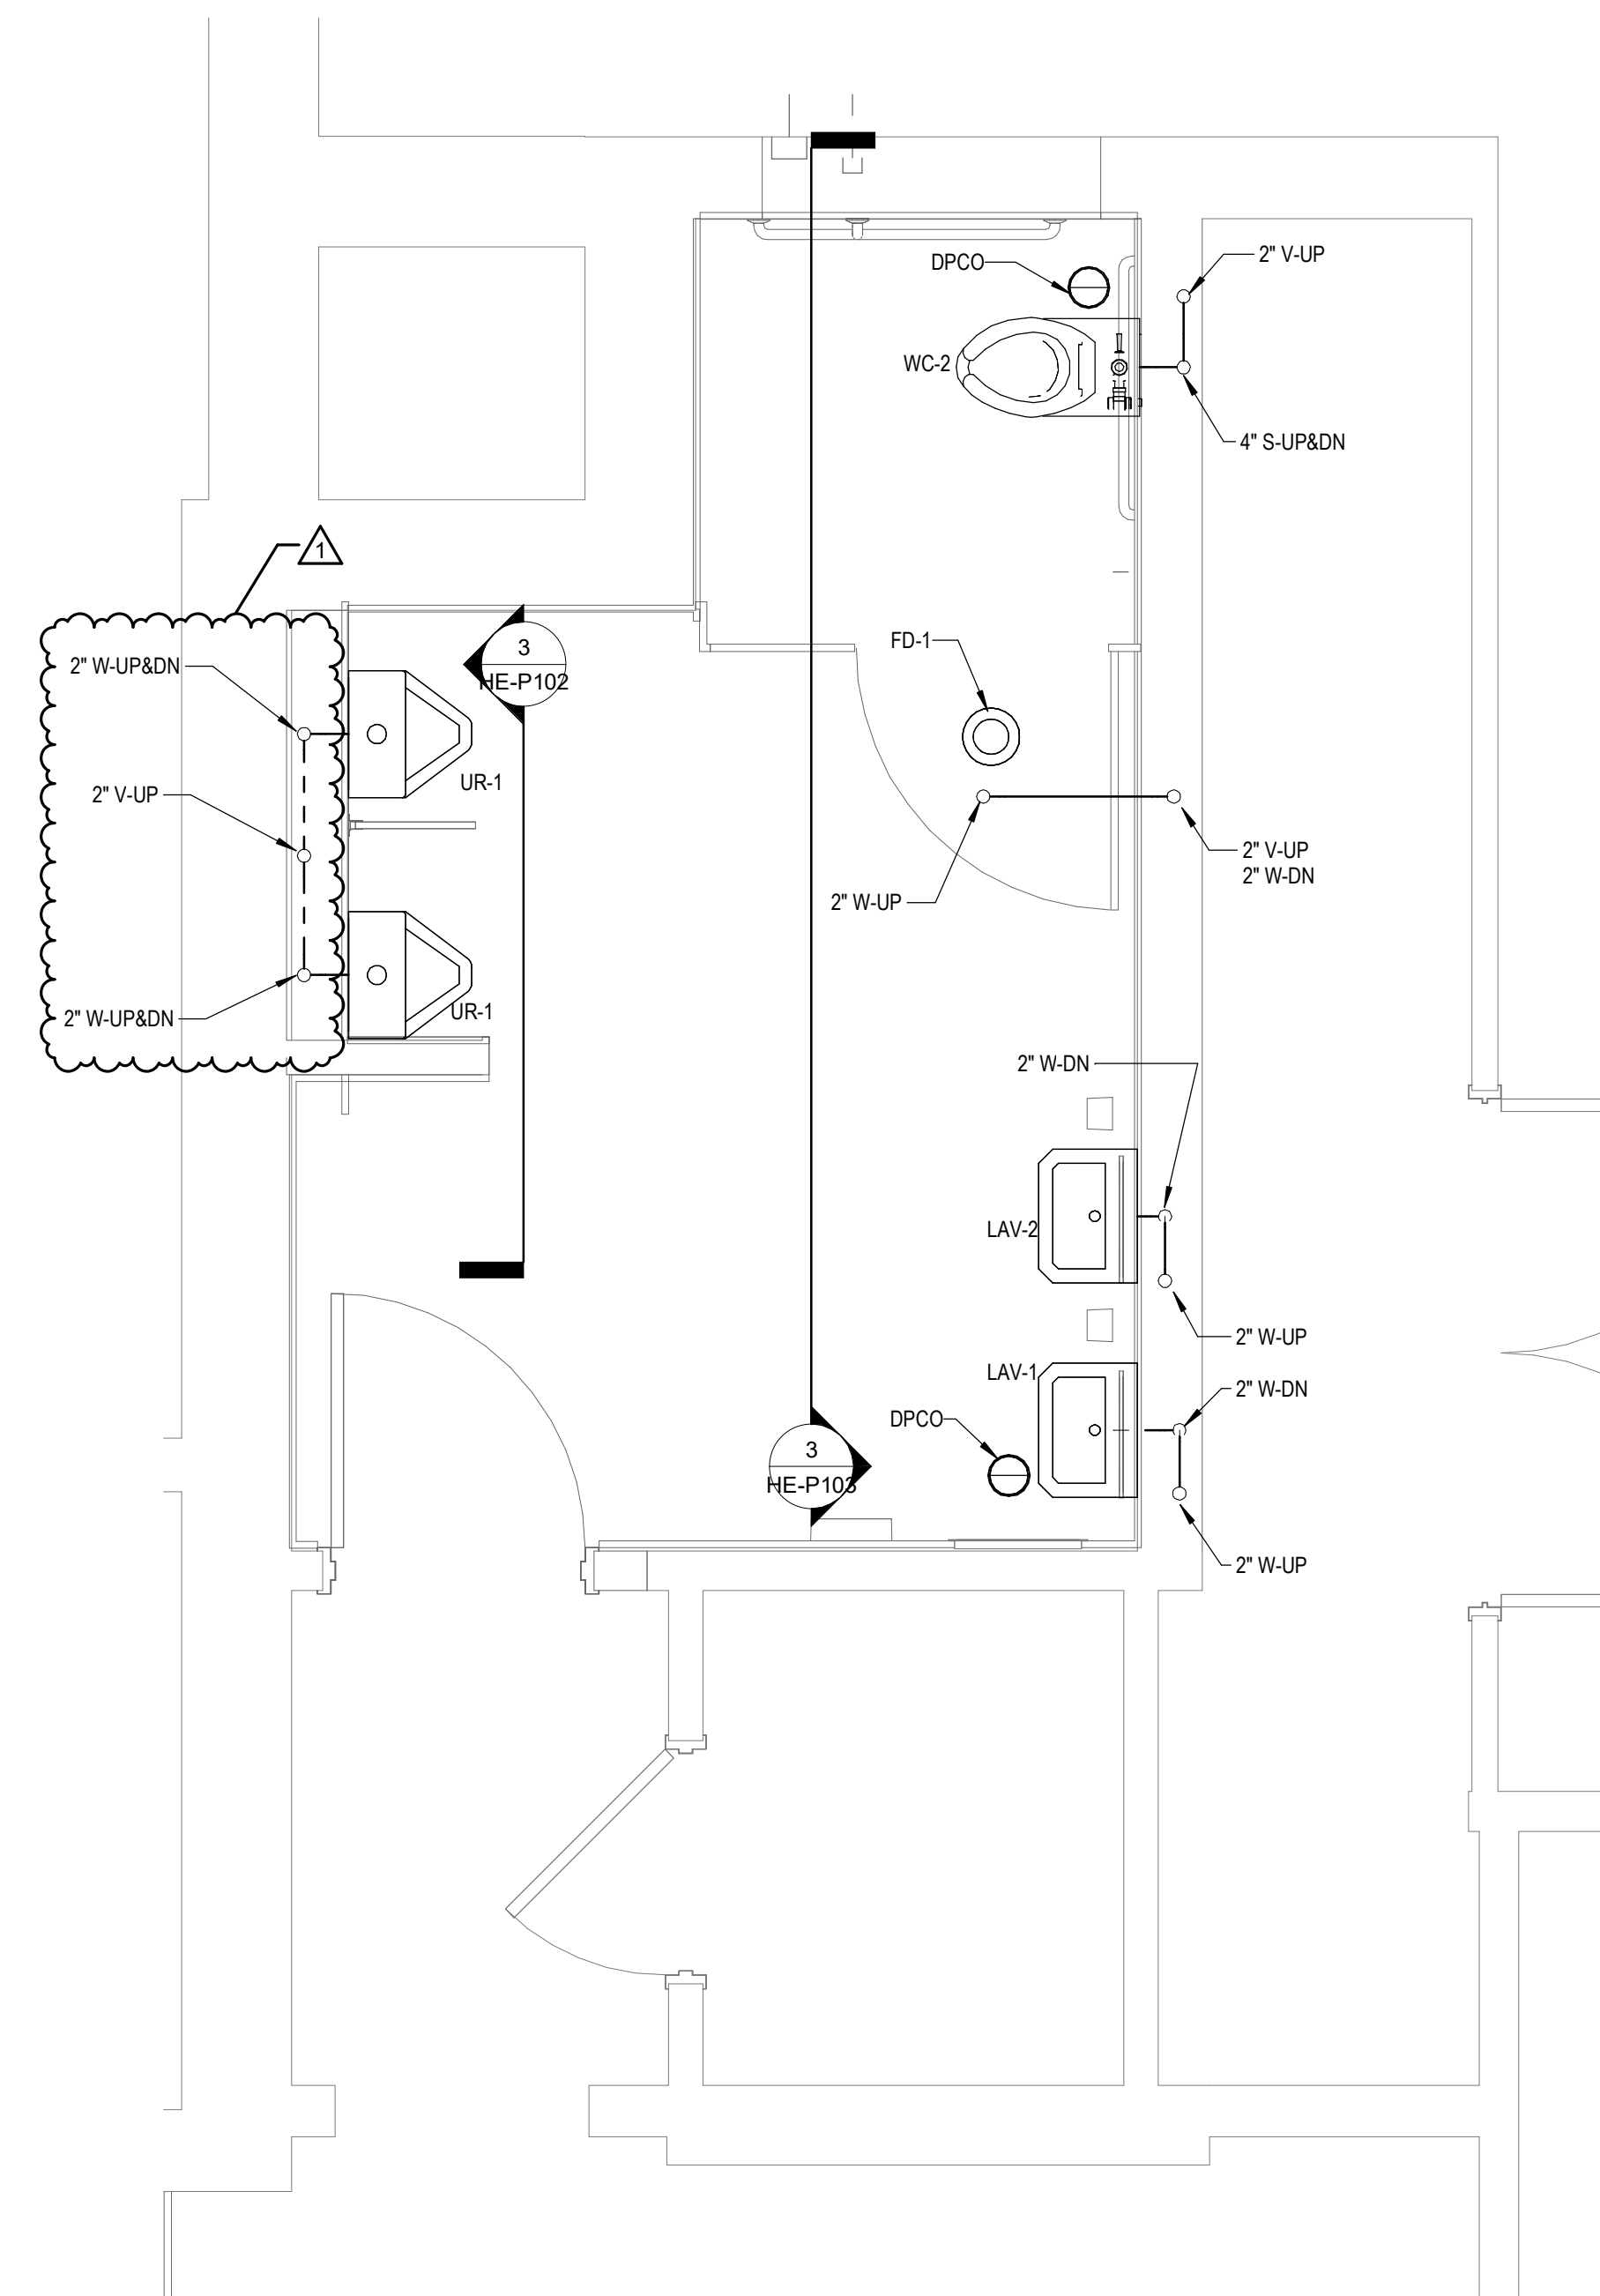 2" V-UP
DPCO
WC-2
4" S-UP&DN
1
3
HE-P102
2" W-UP&DN
FD-1
UR-1
2" V-UP
2" V-UP
2" W-DN
2" W-UP
UR-1
2" W-UP&DN
2" W-DN
LAV-2
2" W-UP
LAV-1
2" W-DN
DPCO
3
HE-P103
2" W-UP